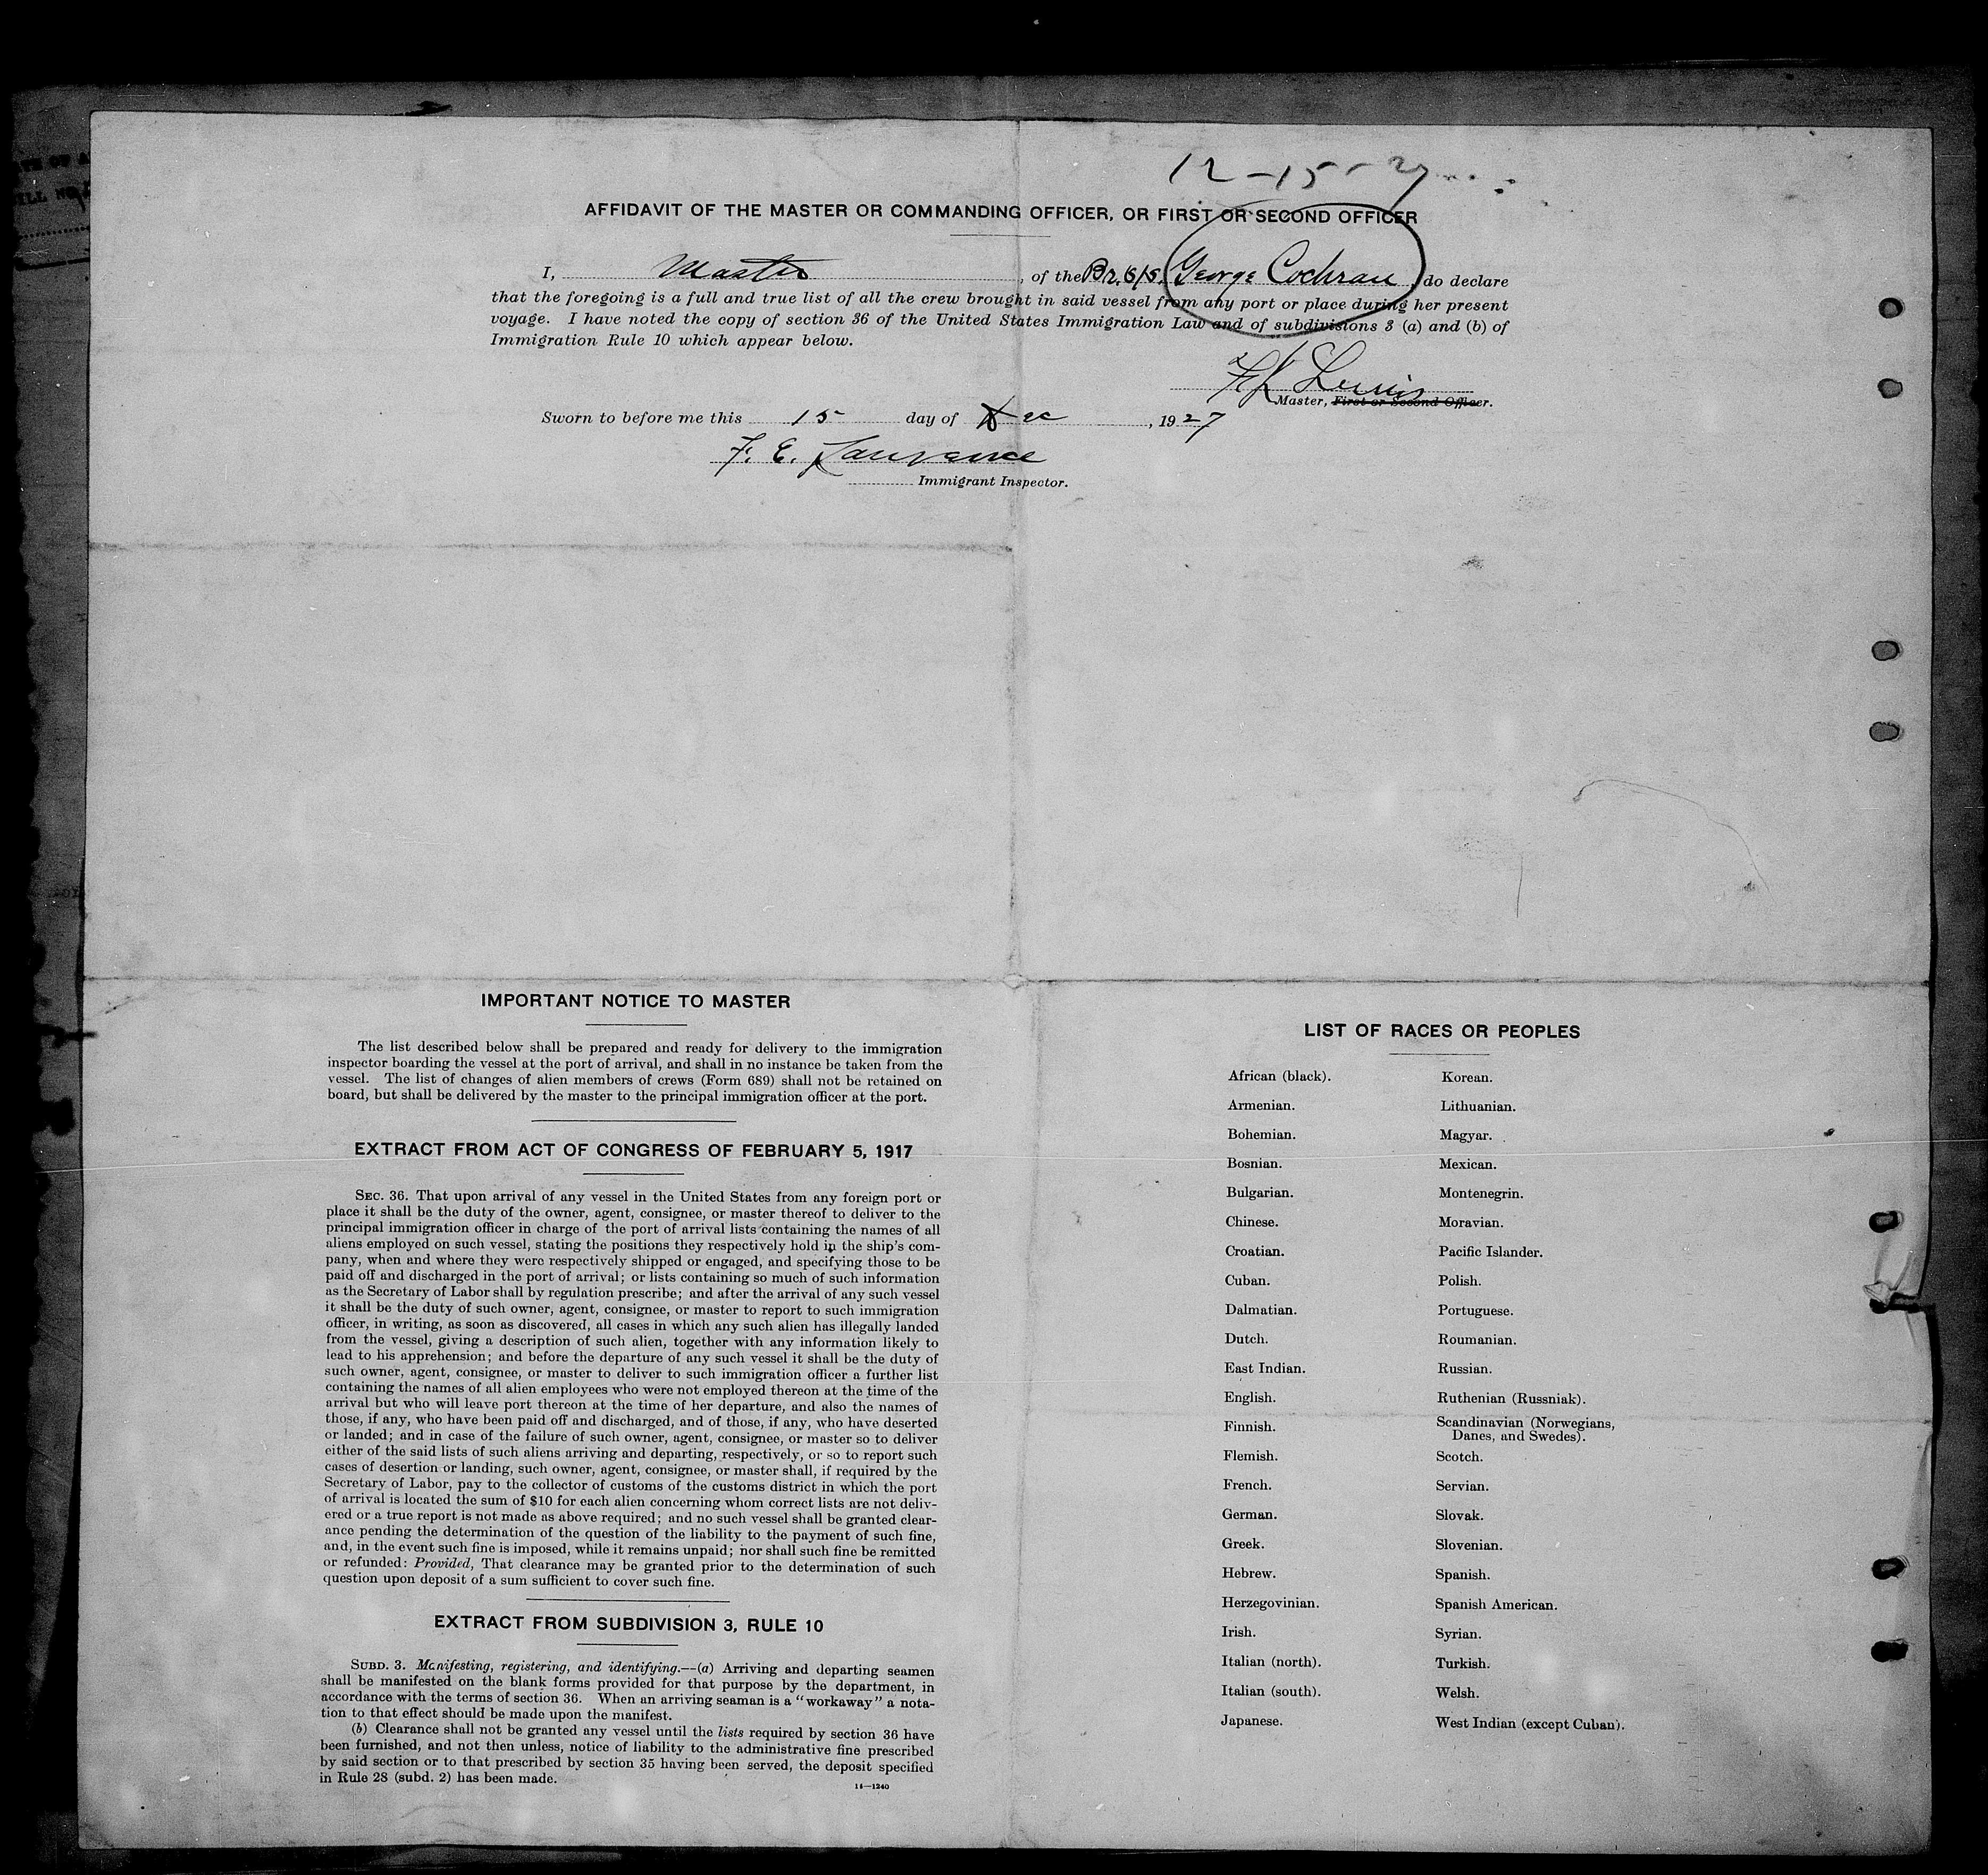 12-15-27
AFFIDAVIT OF THE MASTER OR COMMANDING OFFICER, OR FIRST OR SECOND OFFICER
I, Master, of the Br. S/S. George Cochran, do declare
that the foregoing is a full and true list of all the crew brought in said vessel from any port or place during her present
voyage. I have noted the copy of section 36 of the United States Immigration Law and of subdivisions 3 (a) and (b) of
Immigration Rule 10 which appear below.
Lewis
Master, First or Second Officer.
Sworn to before me this 15 day of Dec, 1927
F. E. Laurance
Immigrant Inspector.
IMPORTANT NOTICE TO MASTER
The list described below shall be prepared and ready for delivery to the immigration
inspector boarding the vessel at the port of arrival, and shall in no instance be taken from the
vessel. The list of changes of alien members of crews (Form 689) shall not be retained on
board, but shall be delivered by the master to the principal immigration officer at the port.
EXTRACT FROM ACT OF CONGRESS OF FEBRUARY 5, 1917
SEC. 36. That upon arrival of any vessel in the United States from any foreign port or
place it shall be the duty of the owner, agent, consignee, or master thereof to deliver to the
principal immigration officer in charge of the port of arrival lists containing the names of all
aliens employed on such vessel, stating the positions they respectively hold in the ship's com-
pany, when and where they were respectively shipped or engaged, and specifying those to be
paid off and discharged in the port of arrival; or lists containing so much of such information
as the Secretary of Labor shall by regulation prescribe; and after the arrival of any such vessel
it shall be the duty of such owner, agent, consignee, or master to report to such immigration
officer, in writing, as soon as discovered, all cases in which any such alien has illegally landed
from the vessel, giving a description of such alien, together with any information likely to
lead to his apprehension; and before the departure of any such vessel it shall be the duty of
such owner, agent, consignee, or master to deliver to such immigration officer a further list
containing the names of all alien employees who were not employed thereon at the time of the
arrival but who will leave port thereon at the time of her departure, and also the names of
those, if any, who have been paid off and discharged, and of those, if any, who have deserted
or landed; and in case of the failure of such owner, agent, consignee, or master so to deliver
either of the said lists of such aliens arriving and departing, respectively, or so to report such
cases of desertion or landing, such owner, agent, consignee, or master shall, if required by the
Secretary of Labor, pay to the collector of customs of the customs district in which the port
of arrival is located the sum of $10 for each alien concerning whom correct lists are not deliv-
ered or a true report is not made as above required; and no such vessel shall be granted clear-
ance pending the determination of the question of the liability to the payment of such fine,
and, in the event such fine is imposed, while it remains unpaid; nor shall such fine be remitted
or refunded: Provided, That clearance may be granted prior to the determination of such
question upon deposit of a sum sufficient to cover such fine.
EXTRACT FROM SUBDIVISION 3, RULE 10
SUBD. 3. Manifesting, registering, and identifying.—(a) Arriving and departing seamen
shall be manifested on the blank forms provided for that purpose by the department, in
accordance with the terms of section 36. When an arriving seaman is a "workaway" a nota-
tion to that effect should be made upon the manifest.
(b) Clearance shall not be granted any vessel until the lists required by section 36 have
been furnished, and not then unless, notice of liability to the administrative fine prescribed
by said section or to that prescribed by section 35 having been served, the deposit specified
in Rule 28 (subd. 2) has been made.
14—1240
LIST OF RACES OR PEOPLES
African (black). Korean.
Armenian. Lithuanian.
Bohemian. Magyar.
Bosnian. Mexican.
Bulgarian. Montenegrin.
Chinese. Moravian.
Croatian. Pacific Islander.
Cuban. Polish.
Dalmatian. Portuguese.
Dutch. Roumanian.
East Indian. Russian.
English. Ruthenian (Russniak).
Finnish. Scandinavian (Norwegians,
Danes, and Swedes).
Flemish. Scotch.
French. Servian.
German. Slovak.
Greek. Slovenian.
Hebrew. Spanish.
Herzegovinian. Spanish American.
Irish. Syrian.
Italian (north). Turkish.
Italian (south). Welsh.
Japanese. West Indian (except Cuban).